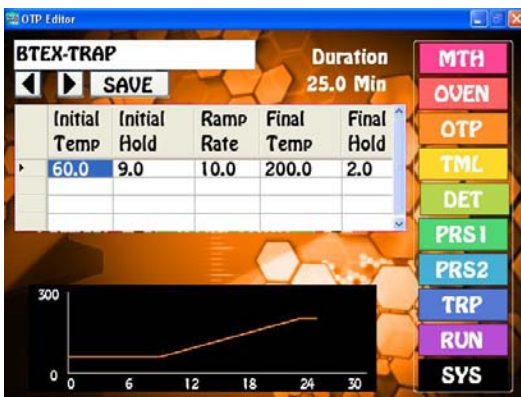 OTP Editor
BTEX-TRAP
Duration
25.0 Min
SAVE
Initial Temp Initial Hold Ramp Rate Final Temp Final Hold
60.0 9.0 10.0 200.0 2.0
300
0
0 6 12 18 24 30
MTH
OVEN
OTP
TML
DET
PRS1
PRS2
TRP
RUN
SYS